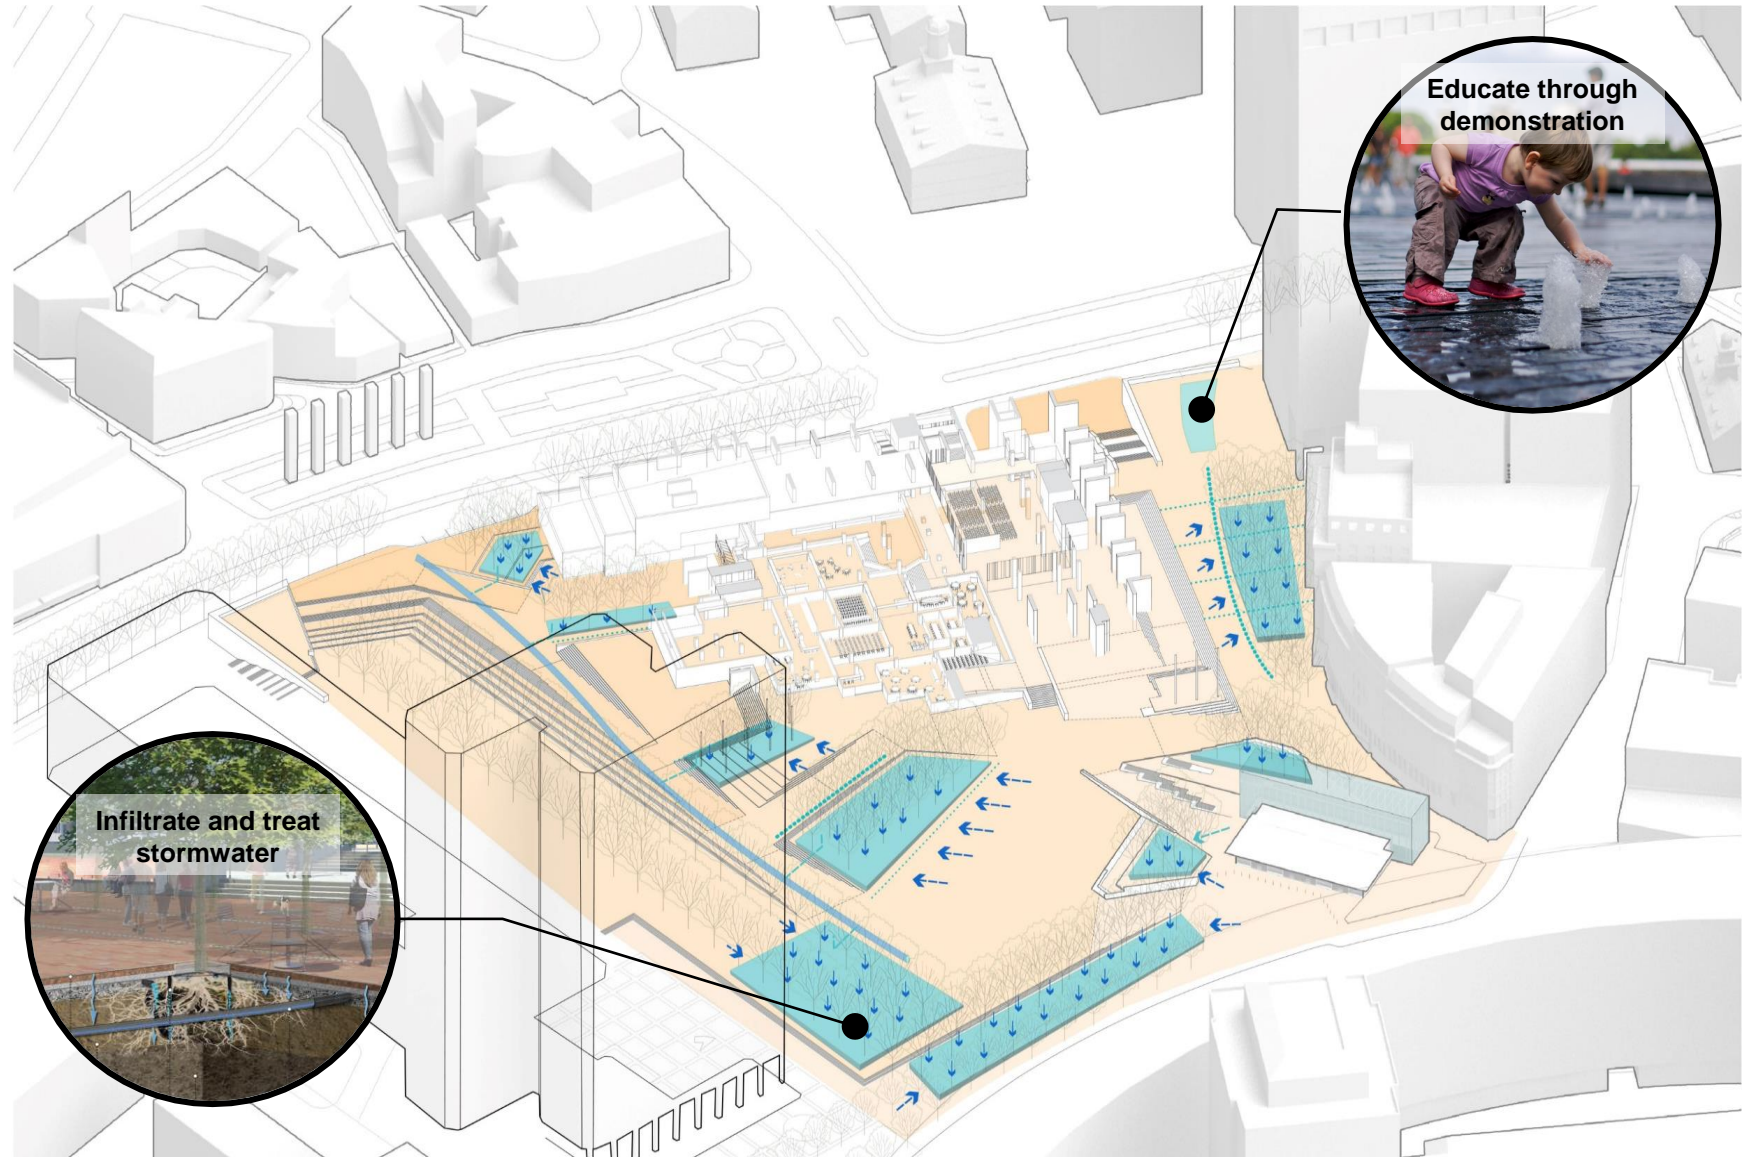 Educate through
demonstration
Infiltrate and treat
stormwater